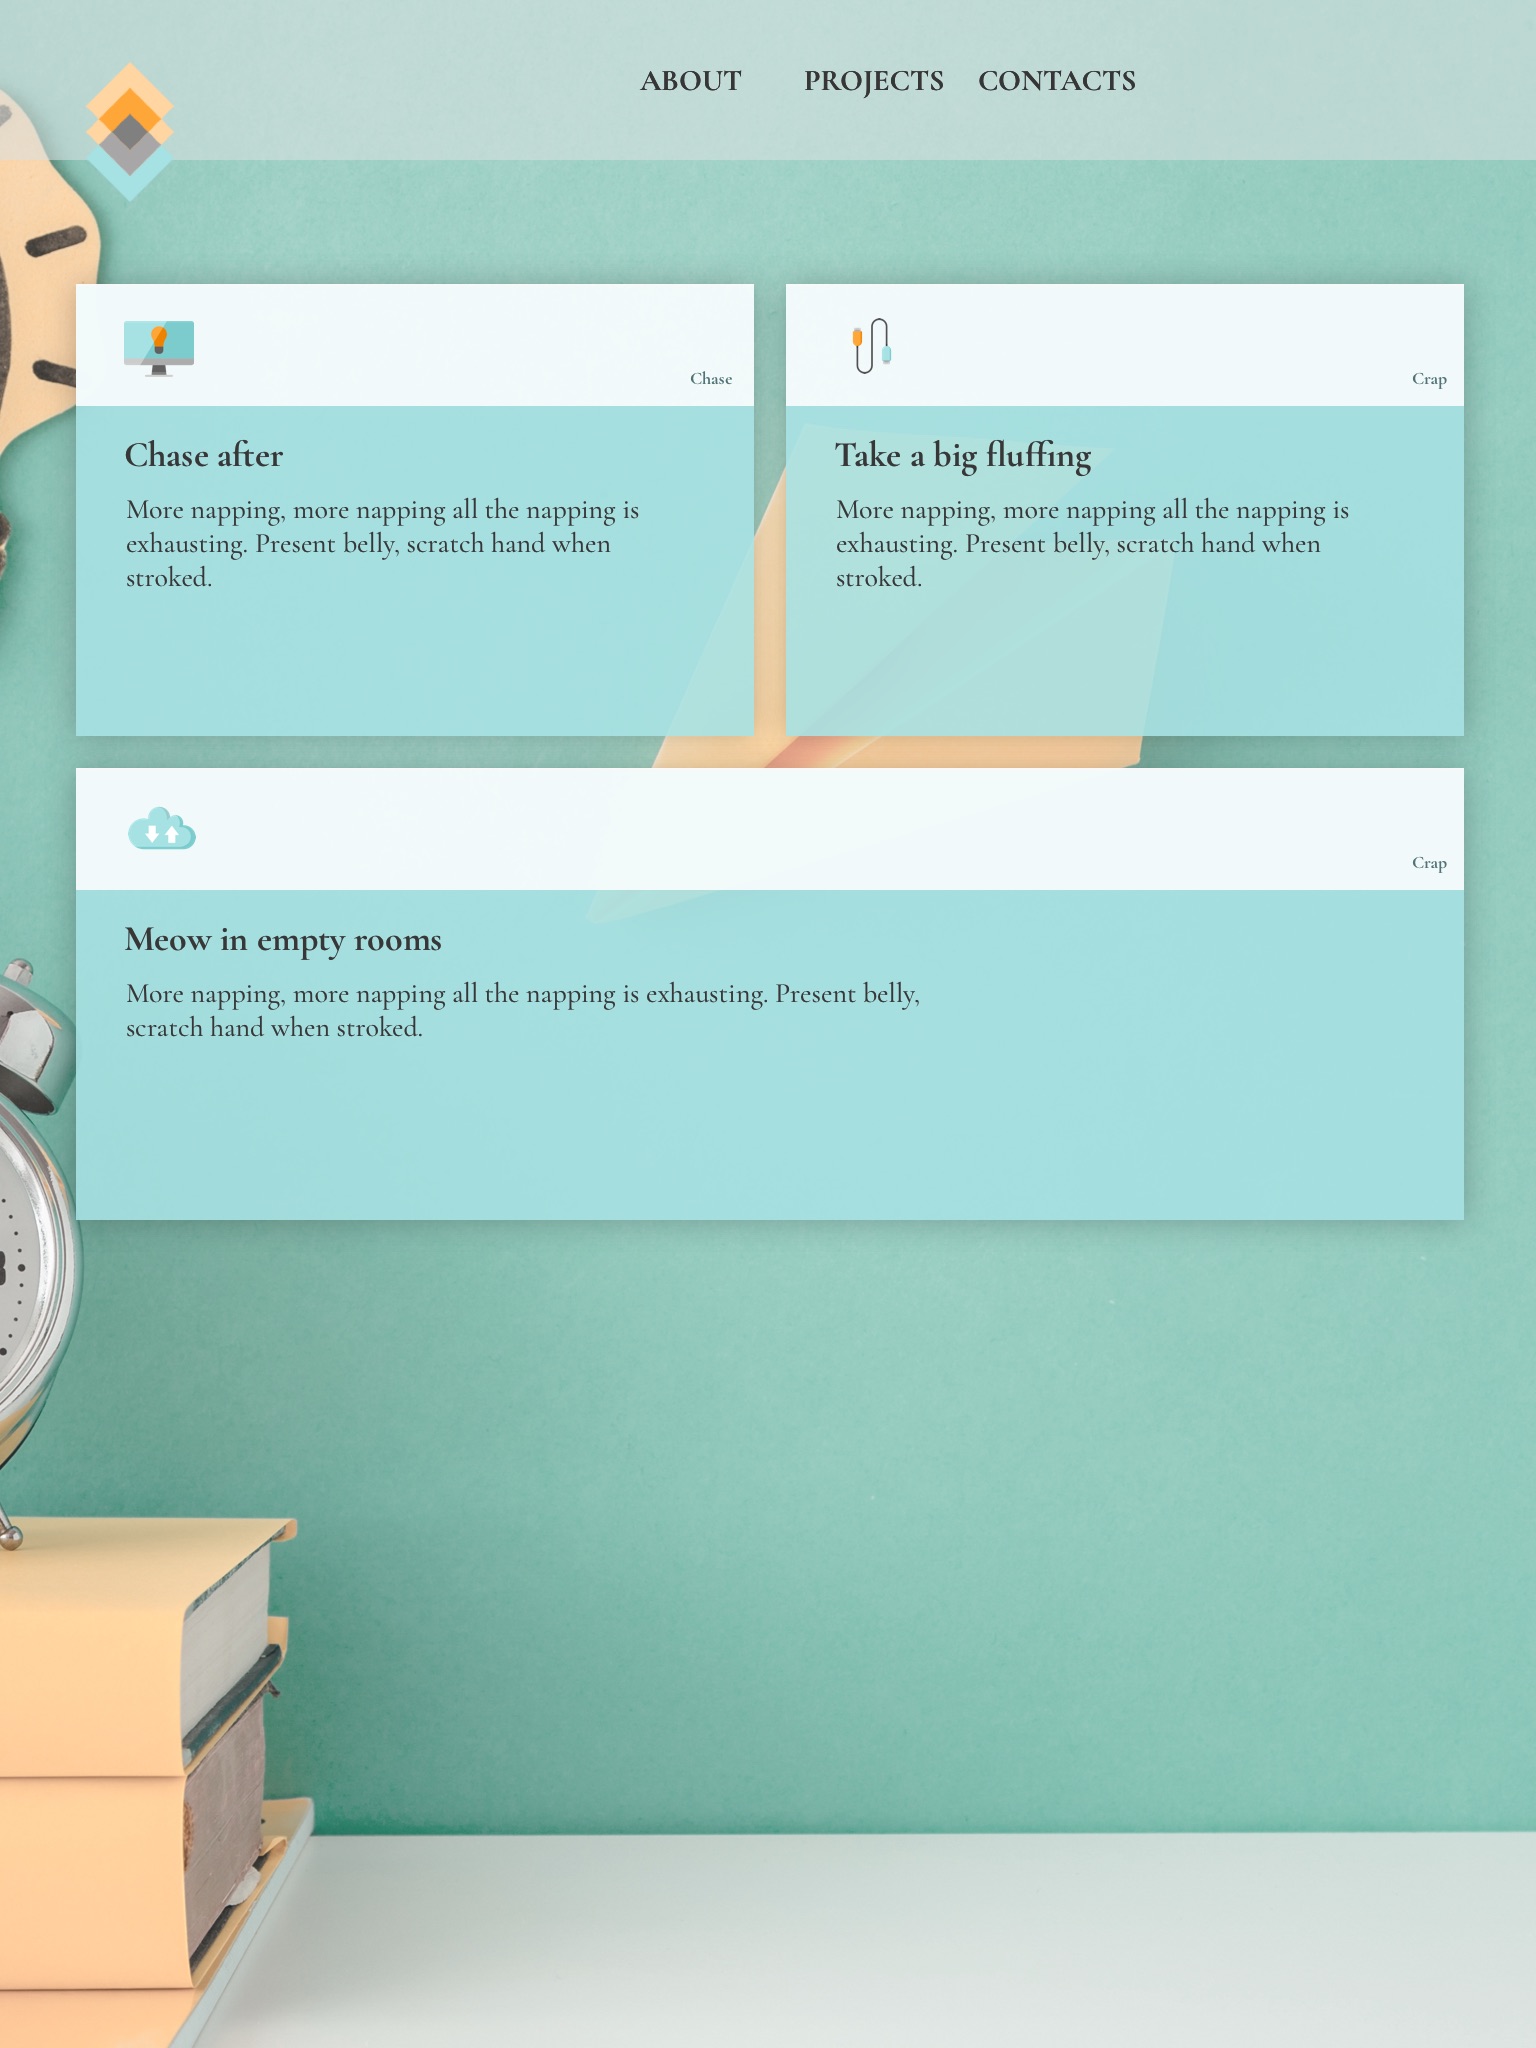 ABOUT PROJECTS CONTACTS
Chase
Chase after
More napping, more napping all the napping is
exhausting. Present belly, scratch hand when
stroked.
Crap
Take a big fluffing
More napping, more napping all the napping is
exhausting. Present belly, scratch hand when
stroked.
Crap
Meow in empty rooms
More napping, more napping all the napping is exhausting. Present belly,
scratch hand when stroked.